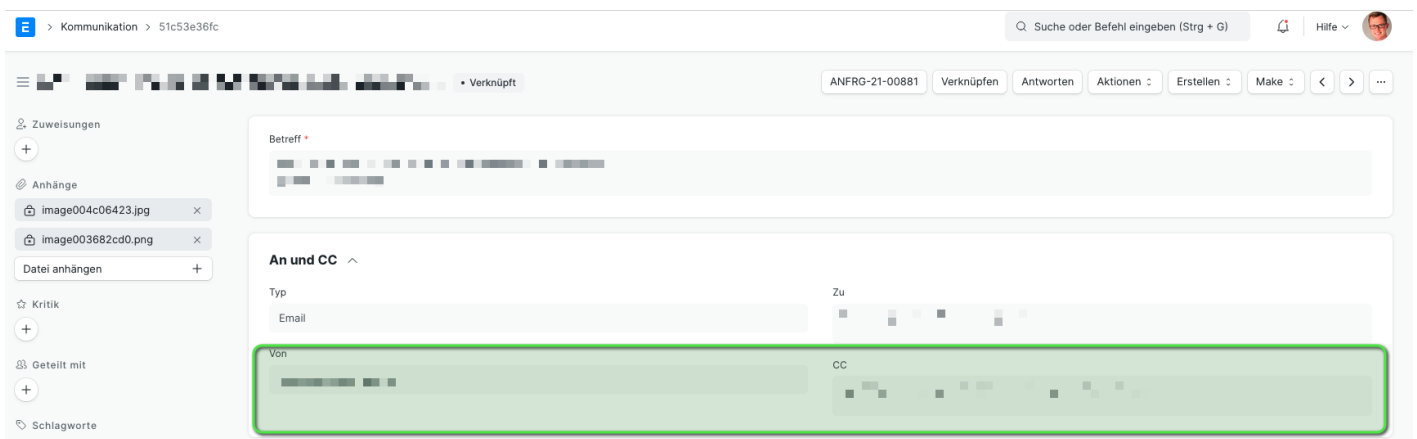 E > Kommunikation > 51c53e36fc
Suche oder Befehl eingeben (Strg + G)
Hilfe
• Verknüpft
ANFRG-21-00881
Verknüpfen
Antworten
Aktionen
Erstellen
Make
...
Zuweisungen
+
Anhänge
image004c06423.jpg ×
image003682cd0.png ×
Datei anhängen +
Kritik
+
Geteilt mit
+
Schlagworte
Betreff *
An und CC
Typ
Email
Zu
Von
CC